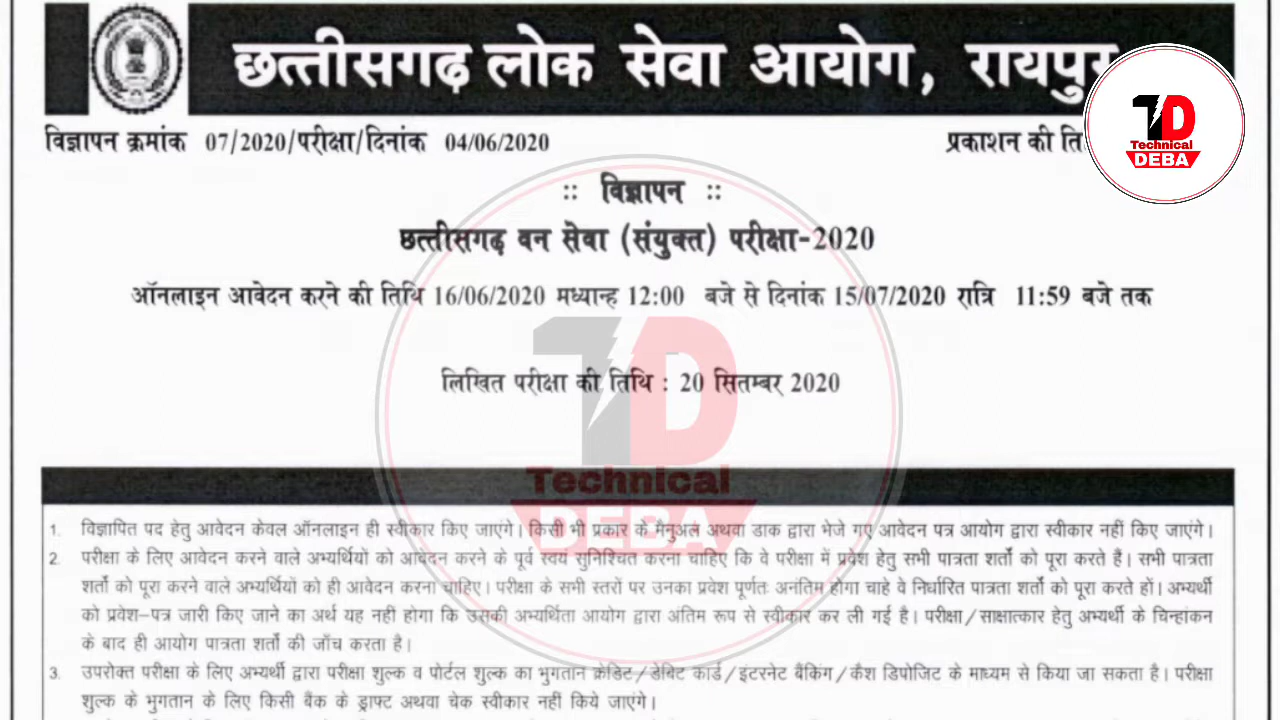 छत्तीसगढ़ लोक सेवा आयोग, रायपुर
विज्ञापन क्रमांक 07/2020/परीक्षा/दिनांक 04/06/2020
प्रकाशन की
TD
Technical
DEBA
:: विज्ञापन ::
छत्तीसगढ़ वन सेवा (संयुक्त) परीक्षा-2020
ऑनलाइन आवेदन करने की तिथि 16/06/2020 मध्यान्ह 12:00 बजे से दिनांक 15/07/2020 रात्रि 11:59 बजे तक
लिखित परीक्षा की तिथि : 20 सितम्बर 2020
TD
Technical
DEBA
1. विज्ञापित पद हेतु आवेदन केवल ऑनलाइन ही स्वीकार किए जाएंगे। किसी भी प्रकार के मैनुअल अथवा डाक द्वारा भेजे गए आवेदन पत्र आयोग द्वारा स्वीकार नहीं किए जाएंगे।
2. परीक्षा के लिए आवेदन करने वाले अभ्यर्थियों को आवेदन करने के पूर्व स्वयं सुनिश्चित करना चाहिए कि वे परीक्षा में प्रवेश हेतु सभी पात्रता शर्तों को पूरा करते हैं। सभी पात्रता
शर्तों को पूरा करने वाले अभ्यर्थियों को ही आवेदन करना चाहिए। परीक्षा के सभी स्तरों पर उनका प्रवेश पूर्णतः अनंतिम होगा चाहे वे निर्धारित पात्रता शर्तों को पूरा करते हों। अभ्यर्थी
को प्रवेश–पत्र जारी किए जाने का अर्थ यह नहीं होगा कि उसकी अभ्यर्थिता आयोग द्वारा अंतिम रूप से स्वीकार कर ली गई है। परीक्षा/साक्षात्कार हेतु अभ्यर्थी के चिन्हांकन
के बाद ही आयोग पात्रता शर्तों की जाँच करता है।
3. उपरोक्त परीक्षा के लिए अभ्यर्थी द्वारा परीक्षा शुल्क व पोर्टल शुल्क का भुगतान क्रेडिट/डेबिट कार्ड/इंटरनेट बैंकिंग/कैश डिपोजिट के माध्यम से किया जा सकता है। परीक्षा
शुल्क के भुगतान के लिए किसी बैंक के ड्राफ्ट अथवा चेक स्वीकार नहीं किये जाएंगे।